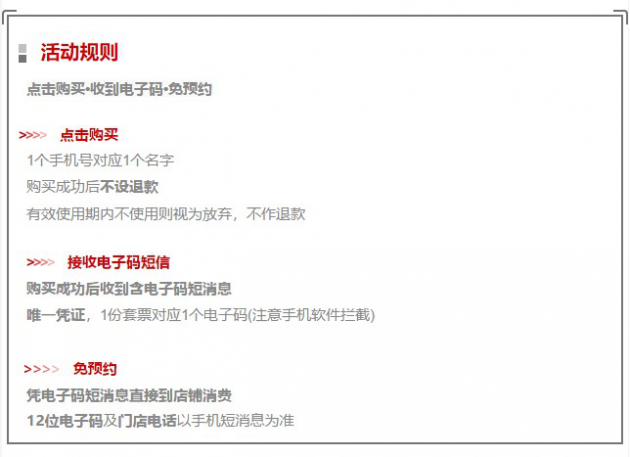 活动规则
点击购买•收到电子码•免预约
>>>> 点击购买
1个手机号对应1个名字
购买成功后不设退款
有效使用期内不使用则视为放弃，不作退款
>>>> 接收电子码短信
购买成功后收到含电子码短消息
唯一凭证，1份套票对应1个电子码(注意手机软件拦截)
>>>> 免预约
凭电子码短消息直接到店铺消费
12位电子码及门店电话以手机短消息为准